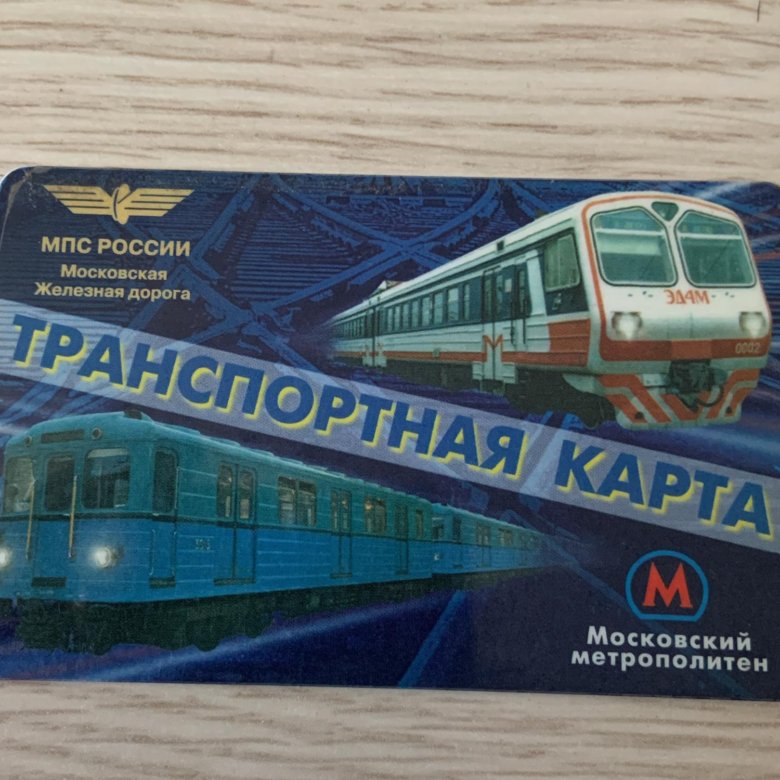 МПС РОССИИ
Московская
Железная дорога
ЭД4М
0002
М
ТРАНСПОРТНАЯ КАРТА
М
Московский
метрополитен